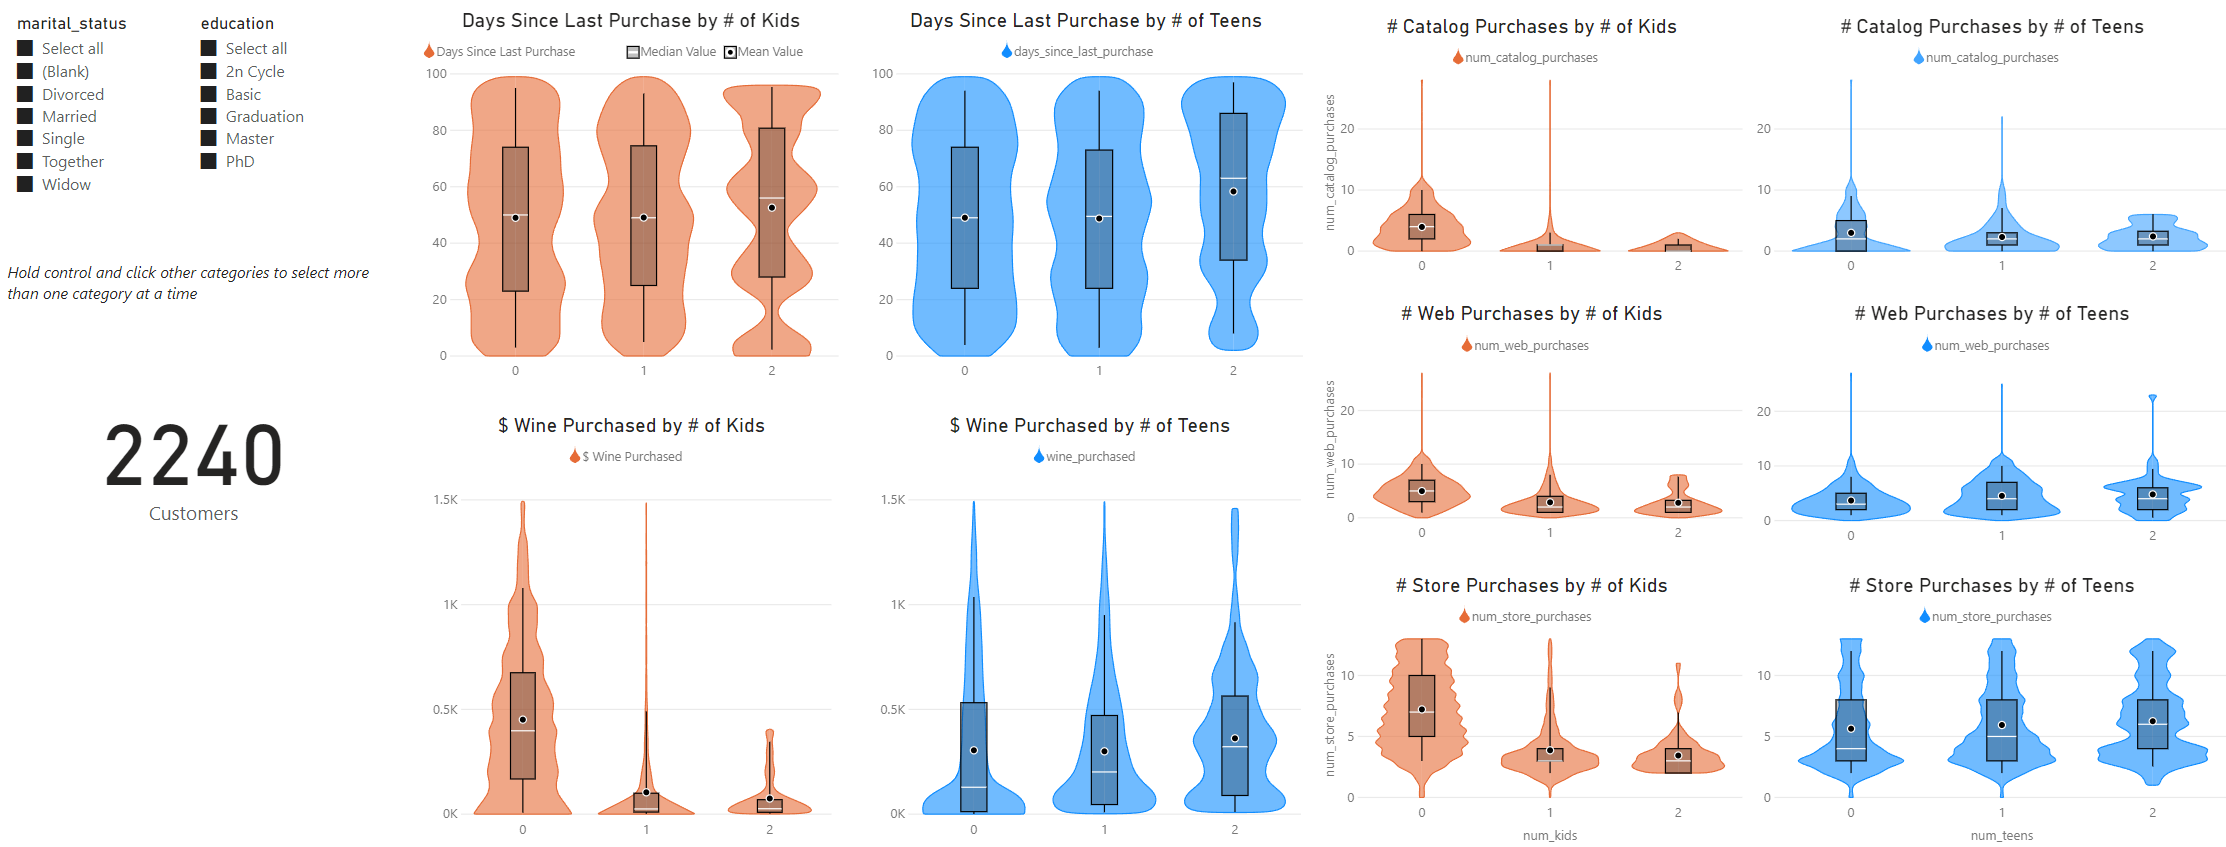 marital_status
Select all
(Blank)
Divorced
Married
Single
Together
Widow
education
Select all
2n Cycle
Basic
Graduation
Master
PhD
Hold control and click other categories to select more
than one category at a time
2240
Customers
Days Since Last Purchase by # of Kids
Days Since Last Purchase Median Value Mean Value
100
80
60
40
20
0
0 1 2
Days Since Last Purchase by # of Teens
days_since_last_purchase
100
80
60
40
20
0
0 1 2
$ Wine Purchased by # of Kids
$ Wine Purchased
1.5K
1K
0.5K
0K
0 1 2
$ Wine Purchased by # of Teens
wine_purchased
1.5K
1K
0.5K
0K
0 1 2
# Catalog Purchases by # of Kids
num_catalog_purchases
num_catalog_purchases
20
10
0
0 1 2
# Catalog Purchases by # of Teens
num_catalog_purchases
20
10
0
0 1 2
# Web Purchases by # of Kids
num_web_purchases
num_web_purchases
20
10
0
0 1 2
# Web Purchases by # of Teens
num_web_purchases
20
10
0
0 1 2
# Store Purchases by # of Kids
num_store_purchases
num_store_purchases
10
5
0
0 1 2
num_kids
# Store Purchases by # of Teens
num_store_purchases
10
5
0
0 1 2
num_teens